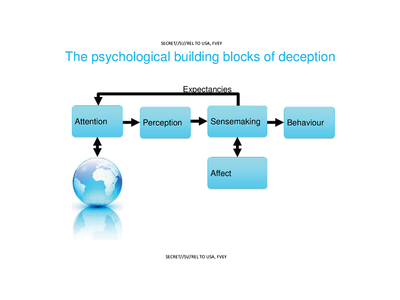 SECRET//SI//REL TO USA, FVEY
The psychological building blocks of deception
Expectancies
Attention
Perception
Sensemaking
Behaviour
Affect
SECRET//SI//REL TO USA, FVEY